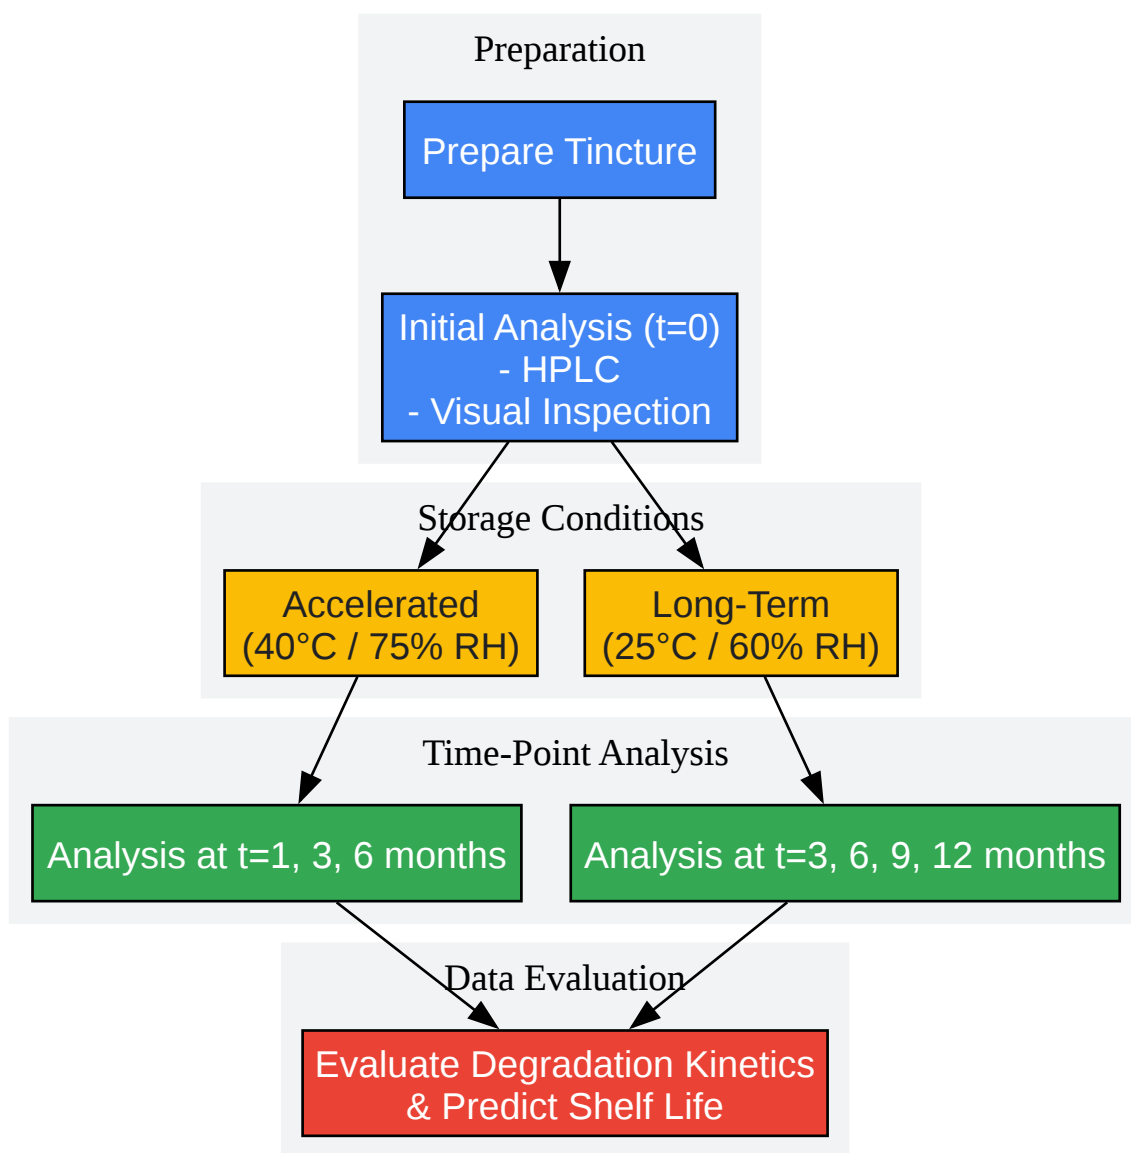 Preparation
Prepare Tincture
Initial Analysis (t=0)
- HPLC
- Visual Inspection
Storage Conditions
Accelerated
(40°C / 75% RH)
Long-Term
(25°C / 60% RH)
Time-Point Analysis
Analysis at t=1, 3, 6 months
Analysis at t=3, 6, 9, 12 months
Data Evaluation
Evaluate Degradation Kinetics
& Predict Shelf Life